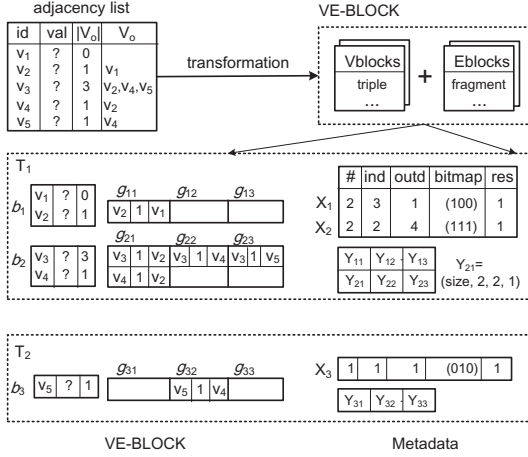 adjacency list
id val |Vo| Vo
v1 ? 0
v2 ? 1 v1
v3 ? 3 v2,v4,v5
v4 ? 1 v2
v5 ? 1 v4
transformation
VE-BLOCK
Vblocks
triple
...
+
Eblocks
fragment
...
T1
b1
v1 ? 0
v2 ? 1
g11 g12 g13
v2 1 v1
b2
v3 ? 3
v4 ? 1
g21 g22 g23
v3 1 v2 v3 1 v4 v3 1 v5
v4 1 v2
# ind outd bitmap res
X1 2 3 1 (100) 1
X2 2 2 4 (111) 1
Y11 Y12 Y13
Y21 Y22 Y23
Y21=
(size, 2, 2, 1)
T2
b3
v5 ? 1
g31 g32 g33
v5 1 v4
X3 1 1 1 (010) 1
Y31 Y32 Y33
VE-BLOCK
Metadata